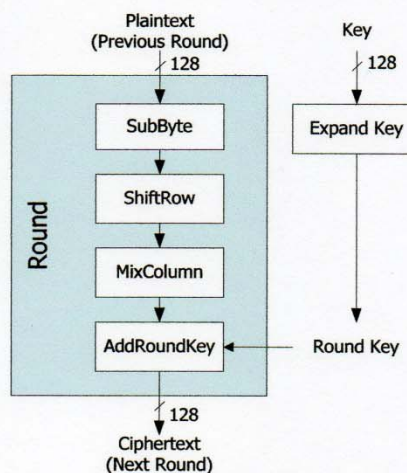 Plaintext
(Previous Round)
128
Key
128
SubByte
Expand Key
ShiftRow
Round
MixColumn
AddRoundKey
Round Key
128
Ciphertext
(Next Round)